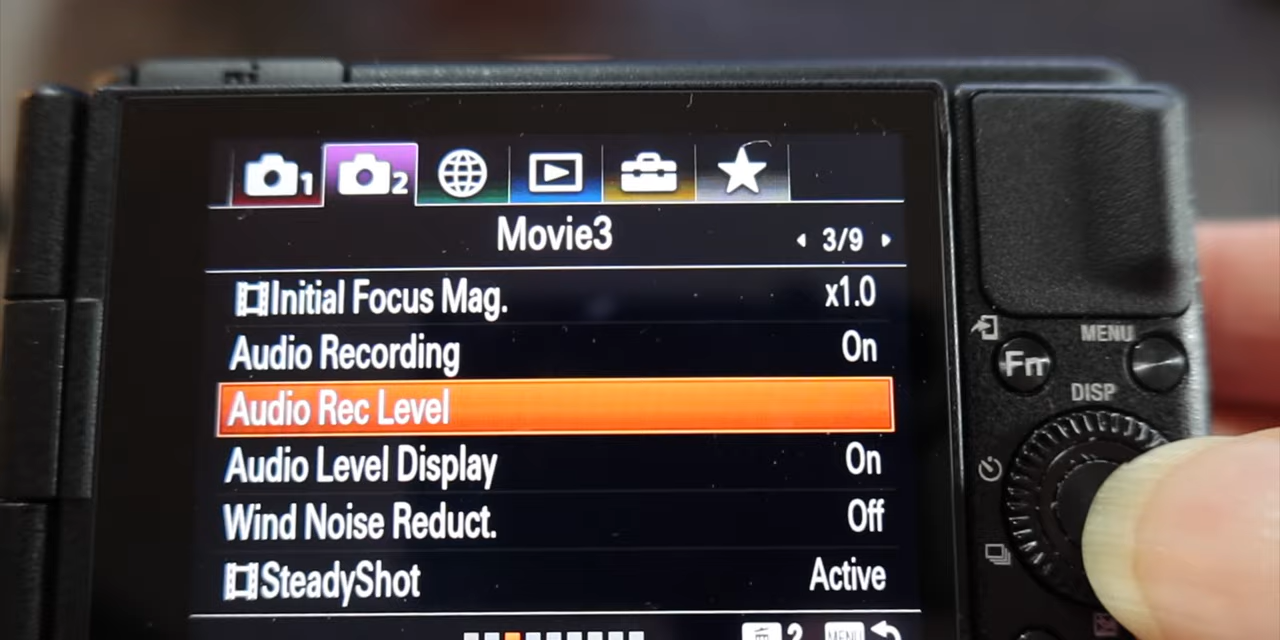 1 2
Movie3 3/9
Initial Focus Mag. x1.0
Audio Recording On
Audio Rec Level
Audio Level Display On
Wind Noise Reduct. Off
SteadyShot Active
? MENU
MENU
Fn
DISP